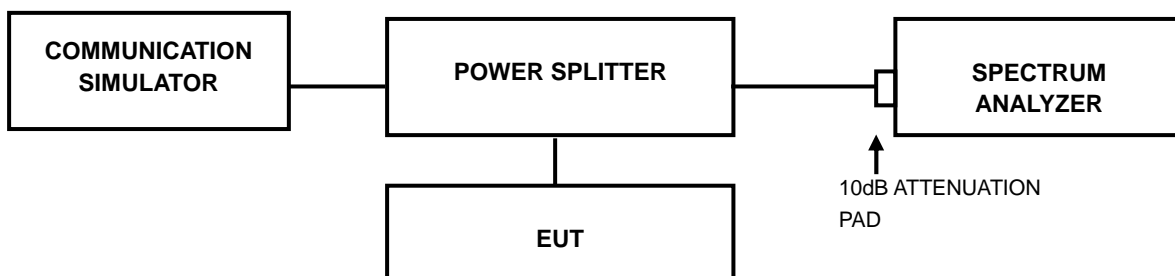 COMMUNICATION
SIMULATOR
POWER SPLITTER
SPECTRUM
ANALYZER
10dB ATTENUATION
PAD
EUT